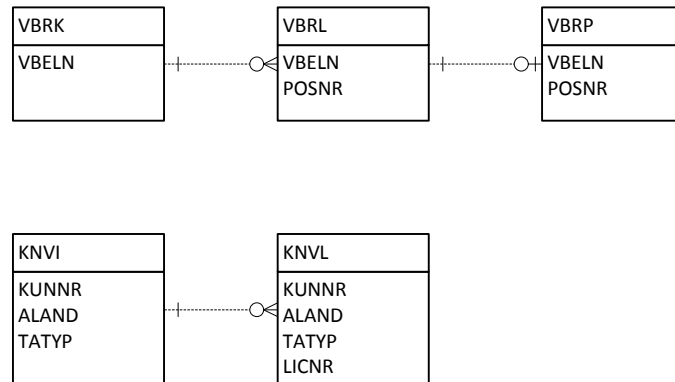 VBRK
VBELN
VBRL
VBELN
POSNR
VBRP
VBELN
POSNR
KNVI
KUNNR
ALAND
TATYP
KNVL
KUNNR
ALAND
TATYP
LICNR